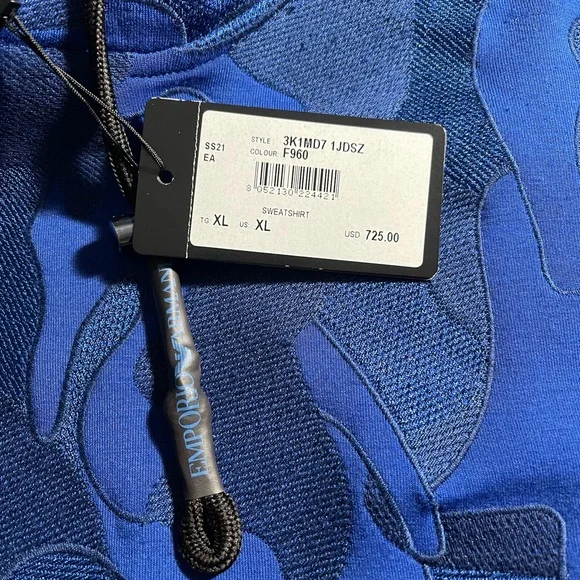 STYLE: 3K1MD7 1JDSZ
SS21 COLOUR: F960
EA
8 052130 224421
SWEATSHIRT
TG. XL US. XL USD 725.00
EMPORIO ARMANI